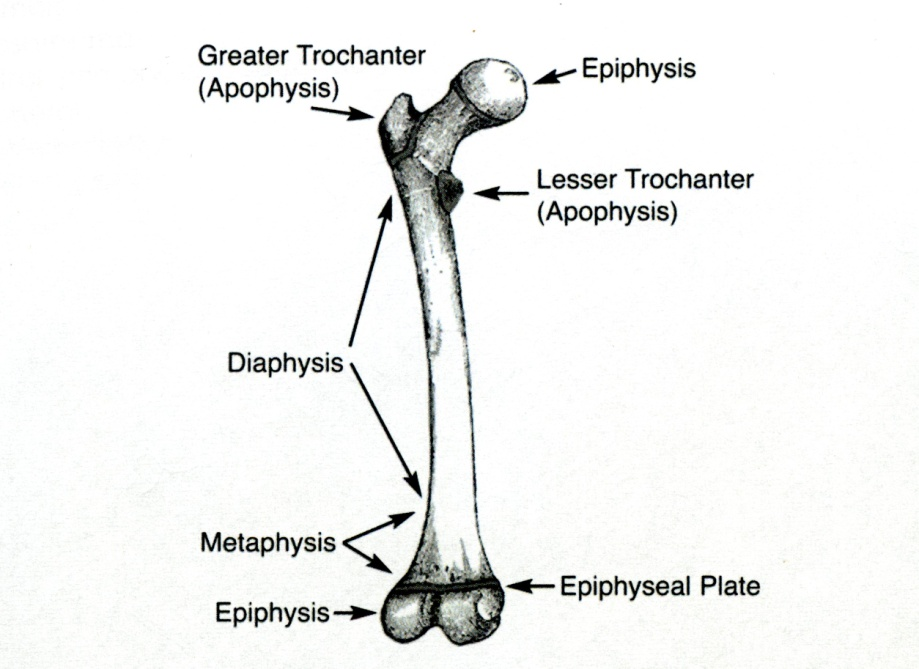 Greater Trochanter
(Apophysis)
Epiphysis
Lesser Trochanter
(Apophysis)
Diaphysis
Metaphysis
Epiphyseal Plate
Epiphysis